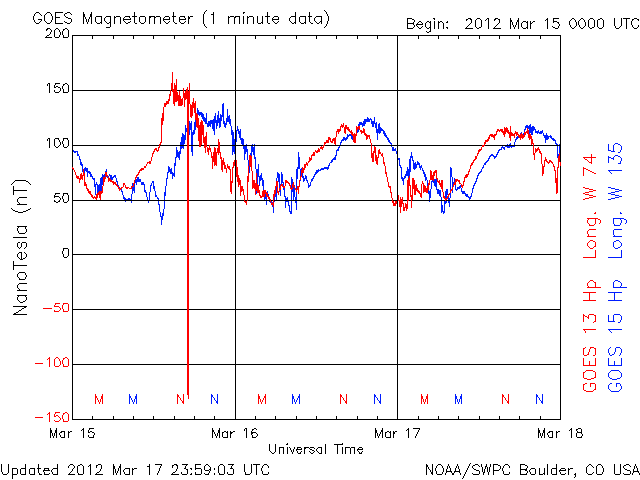 GOES Magnetometer (1 minute data)
Begin: 2012 Mar 15 0000 UTC
200
150
100
50
0
-50
-100
-150
NanoTesla (nT)
M M N N M M N N M M N N
Mar 15 Mar 16 Mar 17 Mar 18
Universal Time
GOES 13 Hp Long. W 74
GOES 15 Hp Long. W 135
Updated 2012 Mar 17 23:59:03 UTC
NOAA/SWPC Boulder, CO USA